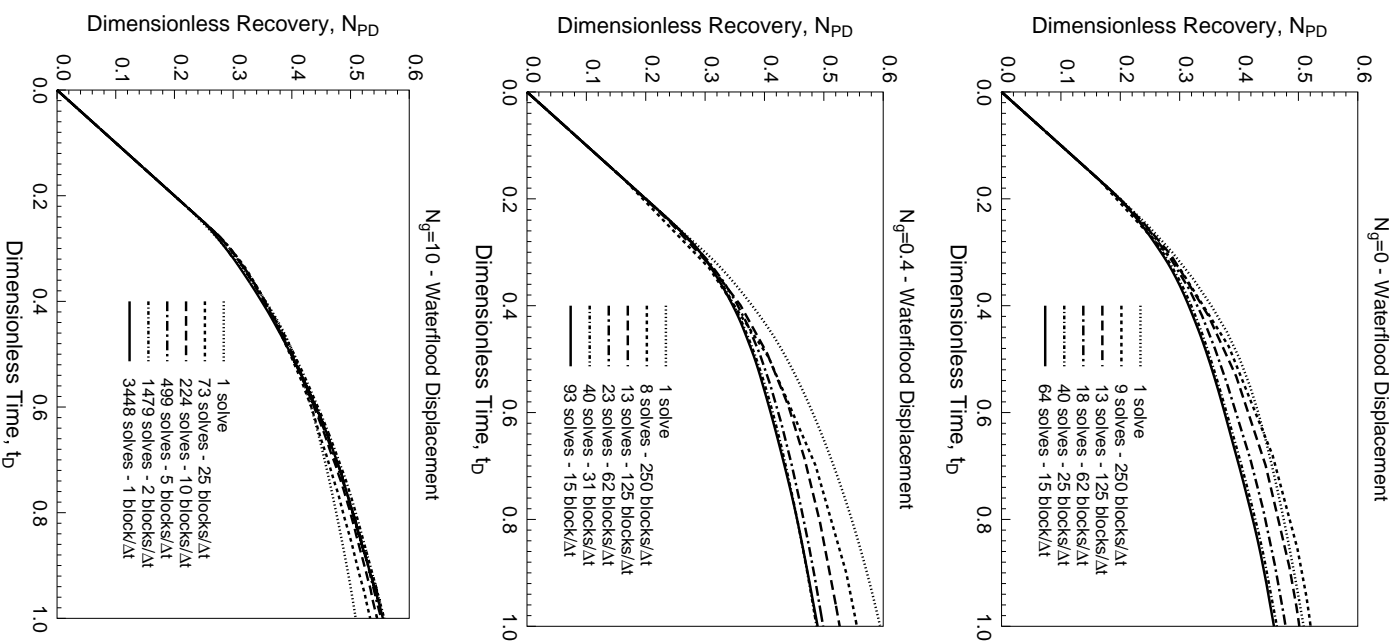 N_g=0 - Waterflood Displacement
Dimensionless Recovery, N_PD
0.6
0.5
0.4
0.3
0.2
0.1
0.0
1 solve
9 solves - 250 blocks/Δt
13 solves - 125 blocks/Δt
18 solves - 62 blocks/Δt
40 solves - 25 blocks/Δt
64 solves - 15 block/Δt
0.0 0.2 0.4 0.6 0.8 1.0
Dimensionless Time, t_D
N_g=0.4 - Waterflood Displacement
Dimensionless Recovery, N_PD
0.6
0.5
0.4
0.3
0.2
0.1
0.0
1 solve
8 solves - 250 blocks/Δt
13 solves - 125 blocks/Δt
23 solves - 62 blocks/Δt
40 solves - 31 blocks/Δt
93 solves - 15 block/Δt
0.0 0.2 0.4 0.6 0.8 1.0
Dimensionless Time, t_D
N_g=10 - Waterflood Displacement
Dimensionless Recovery, N_PD
0.6
0.5
0.4
0.3
0.2
0.1
0.0
1 solve
73 solves - 25 blocks/Δt
224 solves - 10 blocks/Δt
499 solves - 5 blocks/Δt
1479 solves - 2 blocks/Δt
3448 solves - 1 block/Δt
0.0 0.2 0.4 0.6 0.8 1.0
Dimensionless Time, t_D